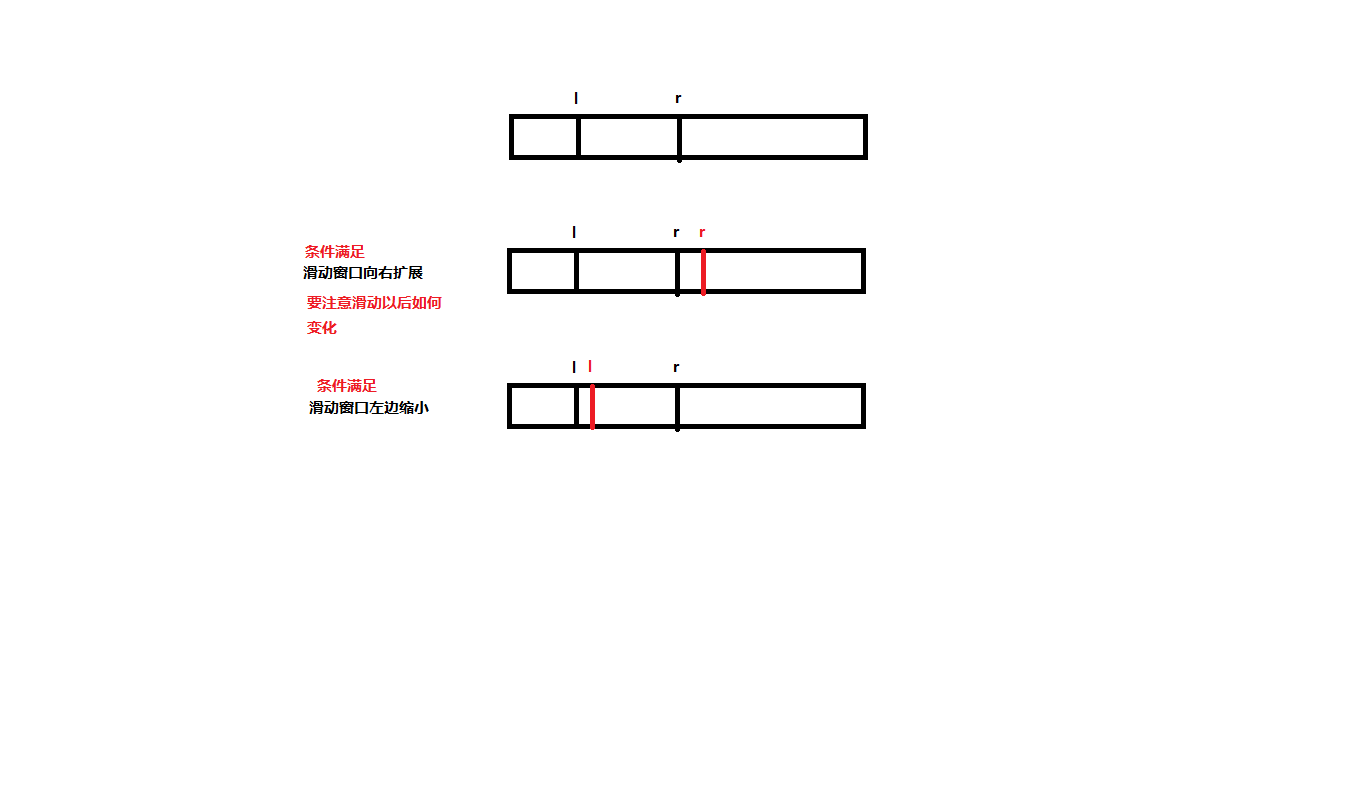 l r
l r r
条件满足
滑动窗口向右扩展
要注意滑动以后如何
变化
l l r
条件满足
滑动窗口左边缩小